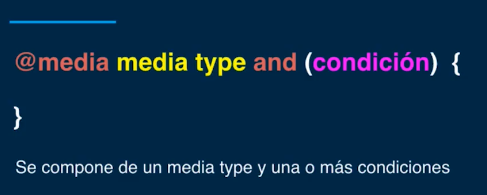 @media media type and (condición) {
}
Se compone de un media type y una o más condiciones